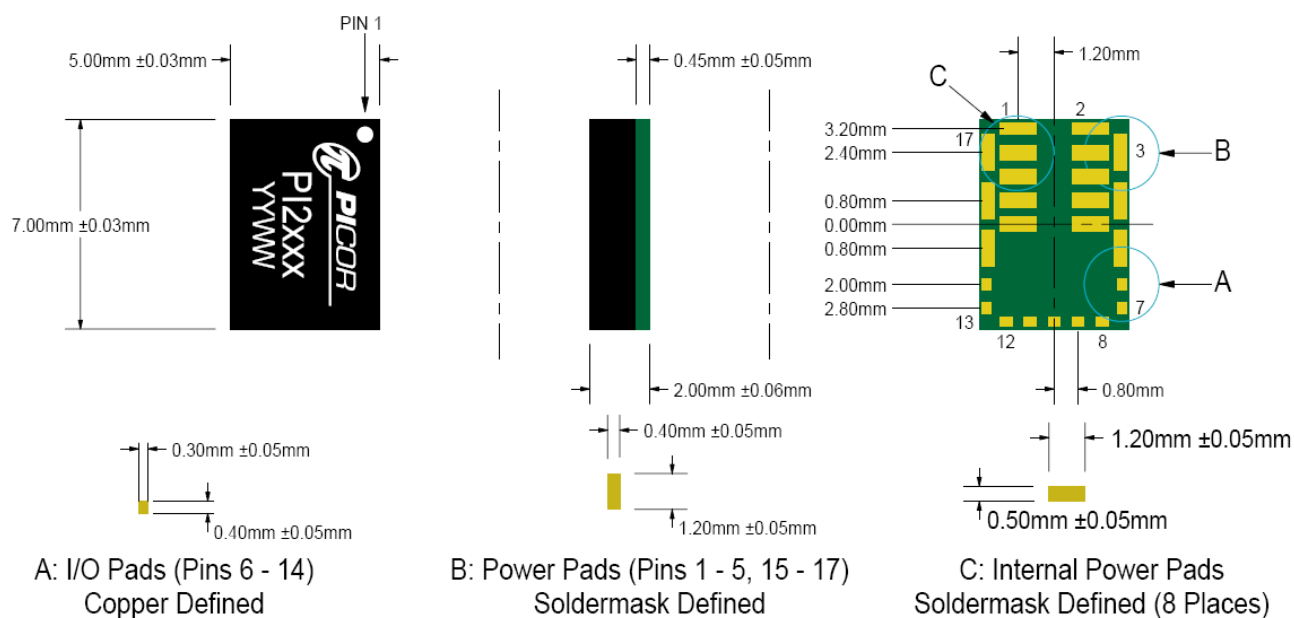 PIN 1
5.00mm ±0.03mm
7.00mm ±0.03mm
PICOR
PI2xxx
YYWW
0.45mm ±0.05mm
2.00mm ±0.06mm
1.20mm
C
1
2
17
3
B
3.20mm
2.40mm
0.80mm
0.00mm
0.80mm
2.00mm
2.80mm
A
13
7
12
8
0.80mm
0.30mm ±0.05mm
0.40mm ±0.05mm
0.40mm ±0.05mm
1.20mm ±0.05mm
1.20mm ±0.05mm
0.50mm ±0.05mm
A: I/O Pads (Pins 6 - 14)
Copper Defined
B: Power Pads (Pins 1 - 5, 15 - 17)
Soldermask Defined
C: Internal Power Pads
Soldermask Defined (8 Places)